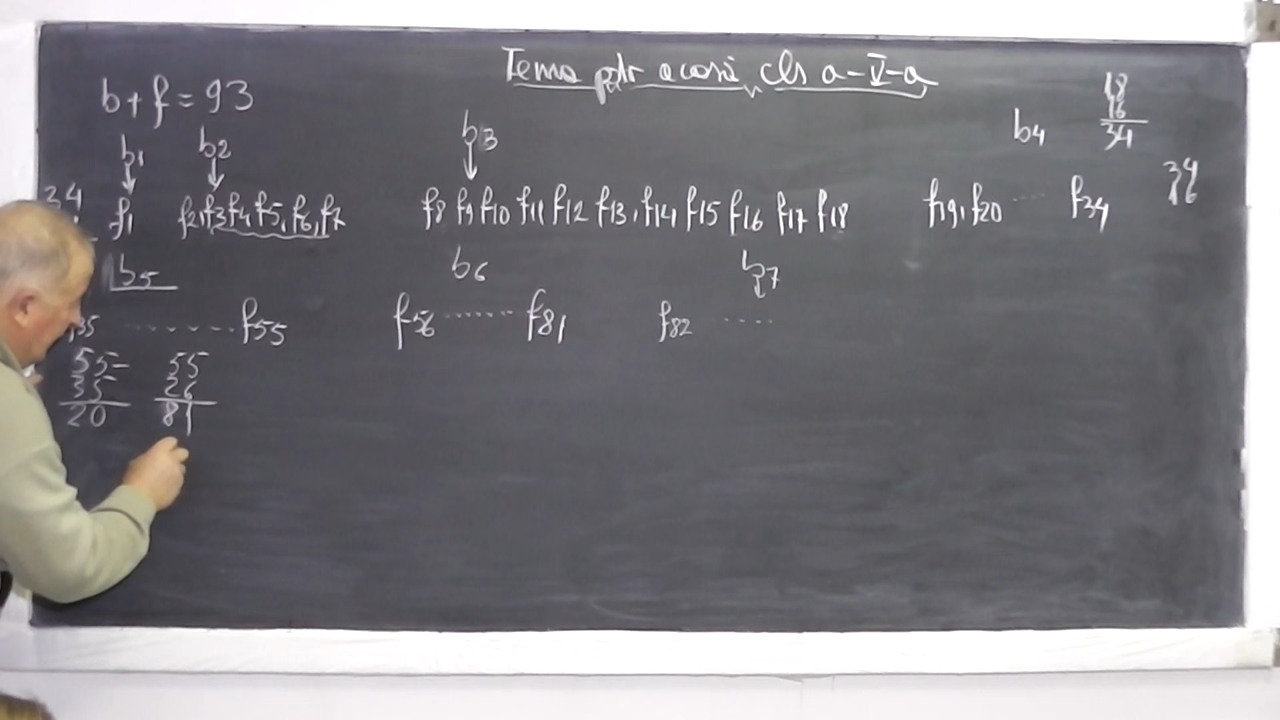 Tema ptr acasă, cls a-V-a
b+f=93
18
16
34
b1 b2 b3 b4
34
16
34
f1 f2,f3,f4,f5,f6,f7 f8 f9 f10 f11 f12 f13, f14, f15 f16 f17 f18 f19, f20 ..... f34
b5 b6 b7
f35 ........ f55 f56 ........ f81 f82 .....
55- 55
35 26
20 81